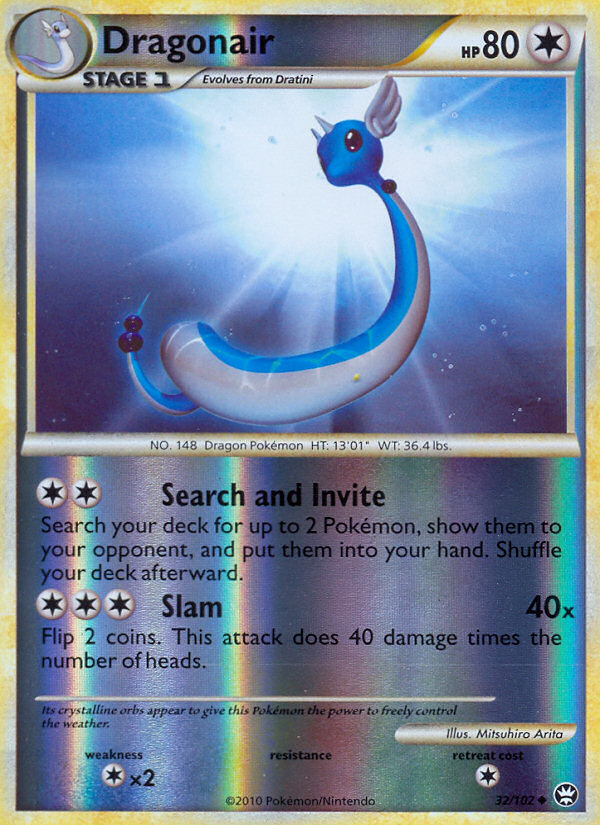 Dragonair
HP 80
STAGE 1
Evolves from Dratini
NO. 148 Dragon Pokémon HT: 13'01" WT: 36.4 lbs.
Search and Invite
Search your deck for up to 2 Pokémon, show them to
your opponent, and put them into your hand. Shuffle
your deck afterward.
Slam 40x
Flip 2 coins. This attack does 40 damage times the
number of heads.
Its crystalline orbs appear to give this Pokémon the power to freely control
the weather.
Illus. Mitsuhiro Arita
weakness resistance retreat cost
×2
©2010 Pokémon/Nintendo 32/102